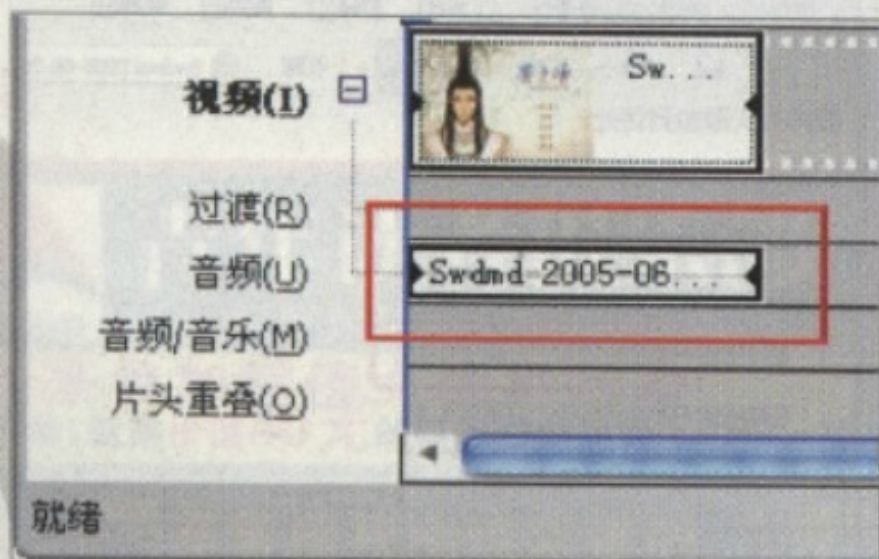 视频(I)
Sw...
过渡(R)
音频(U)
Swdmd 2005-06...
音频/音乐(M)
片头重叠(O)
就绪